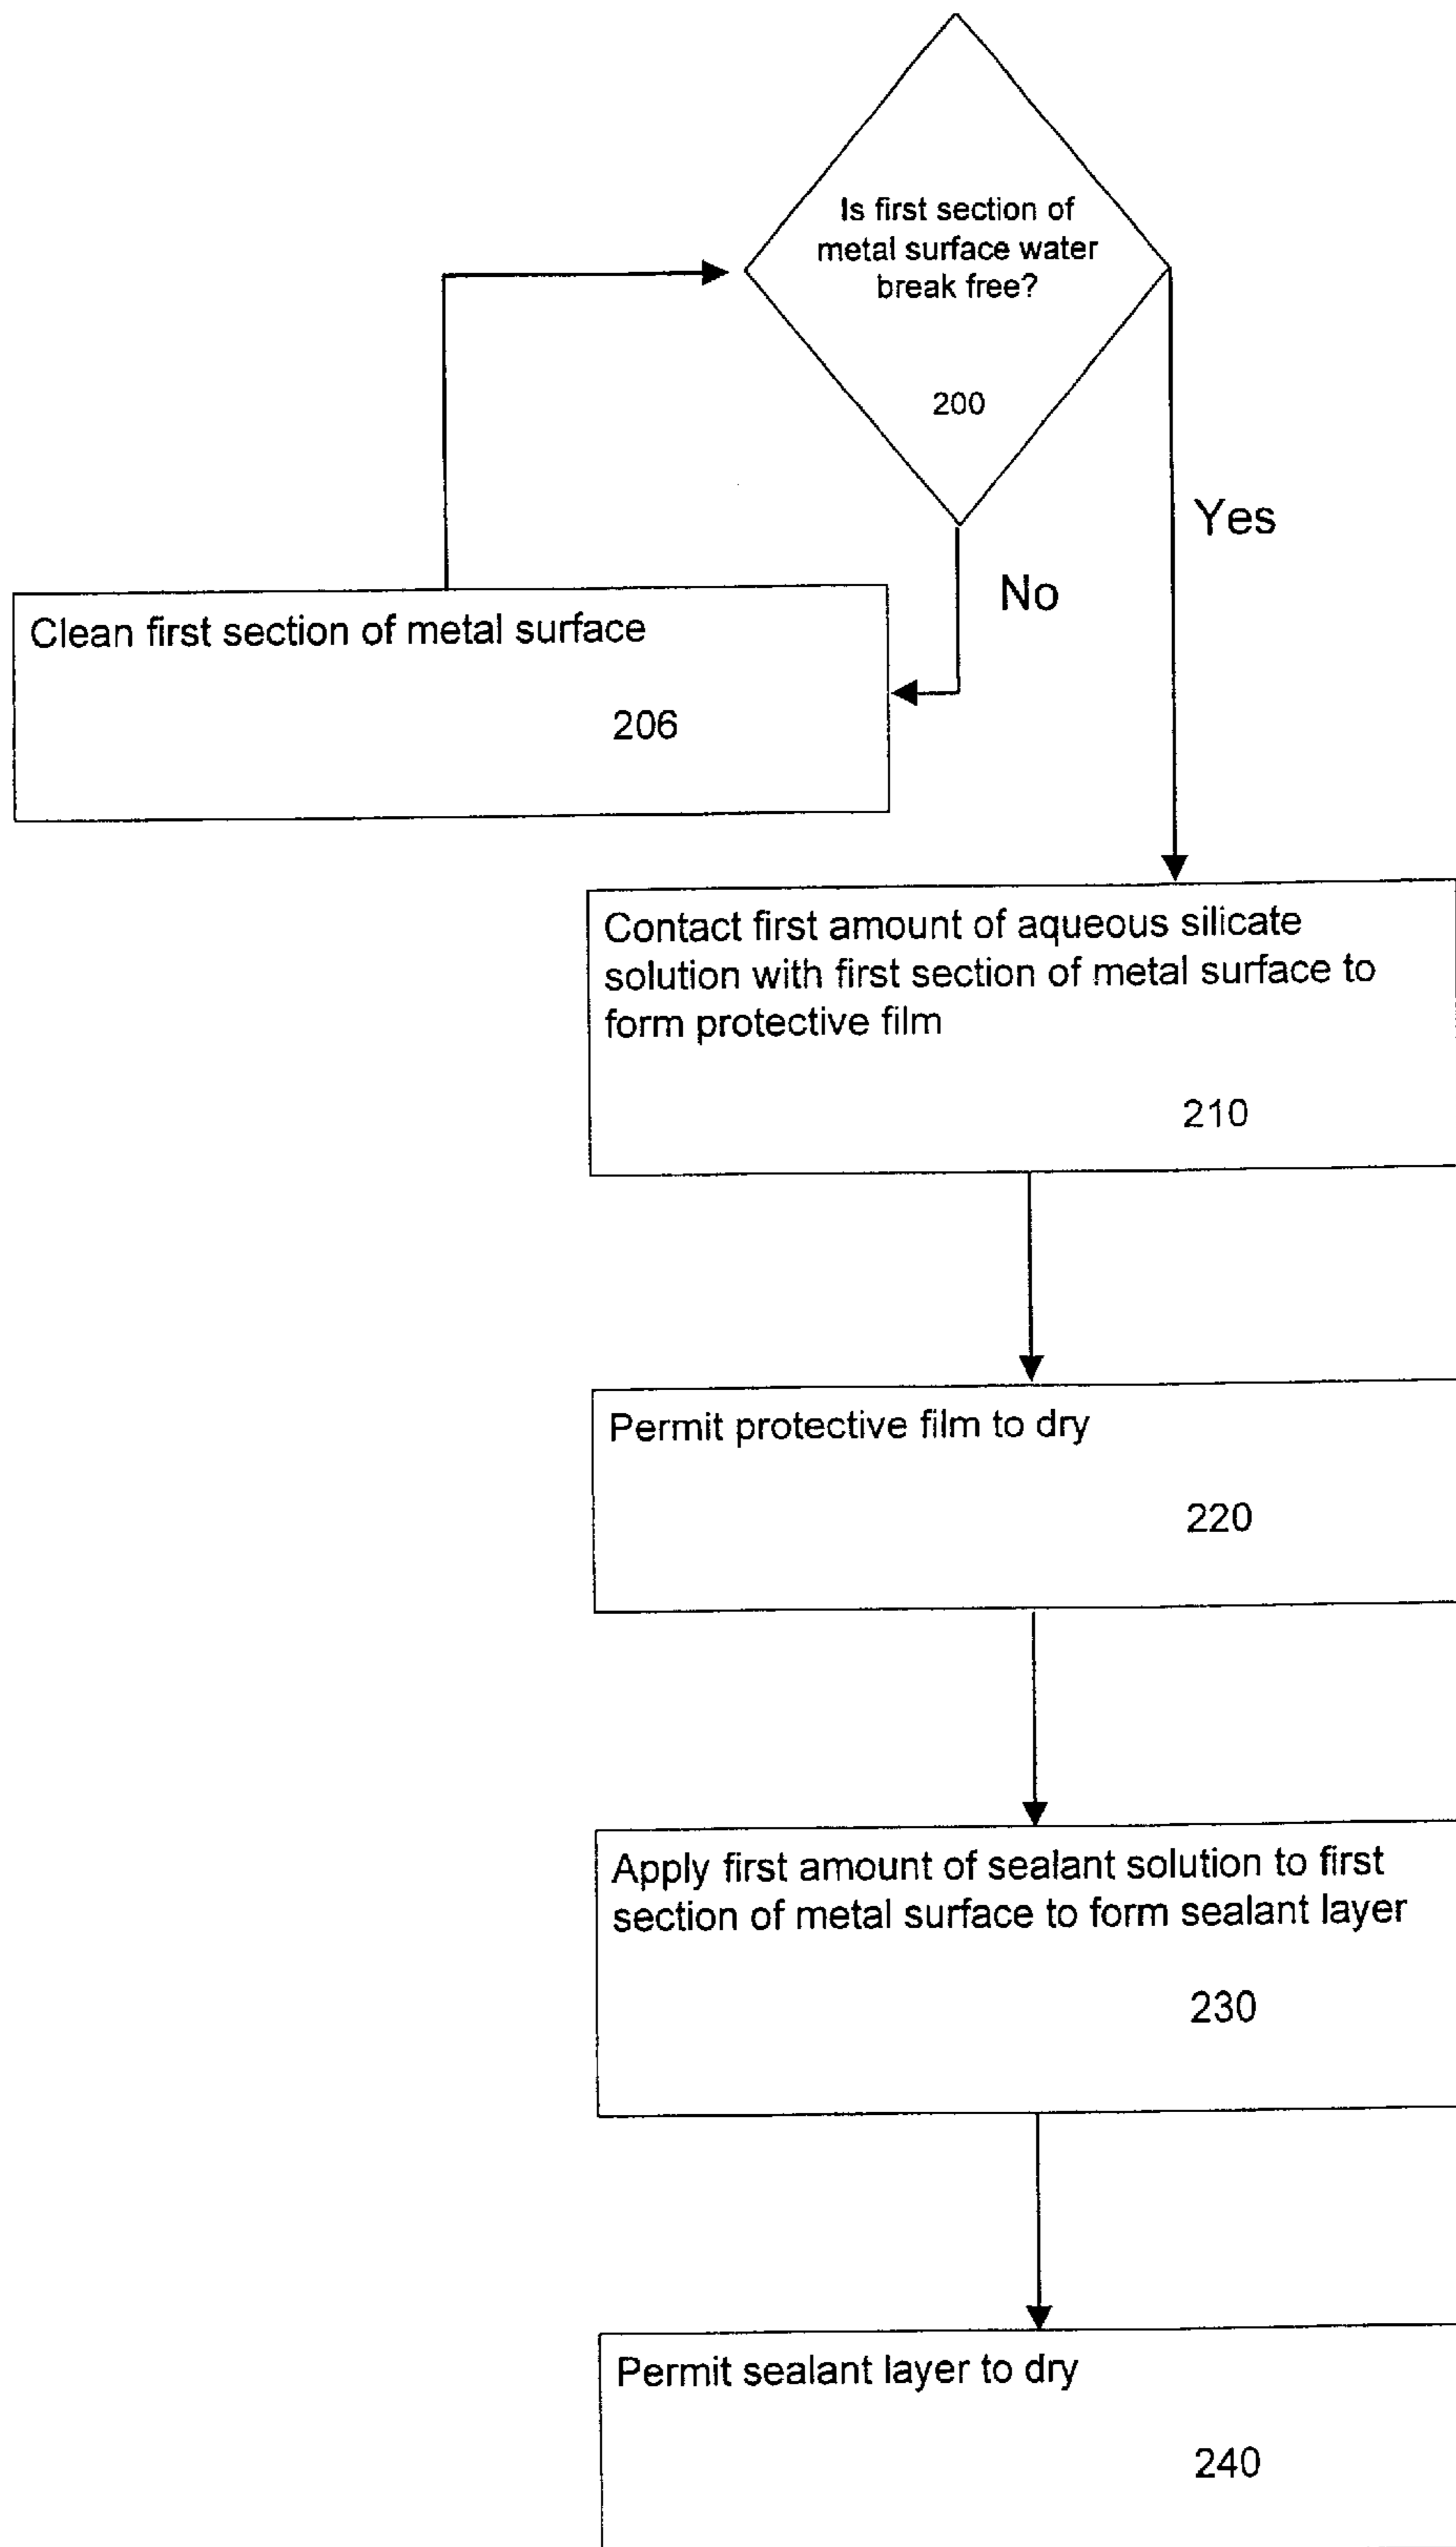 Is first section of
metal surface water
break free?
200
Yes
No
Clean first section of metal surface
206
Contact first amount of aqueous silicate
solution with first section of metal surface to
form protective film
210
Permit protective film to dry
220
Apply first amount of sealant solution to first
section of metal surface to form sealant layer
230
Permit sealant layer to dry
240